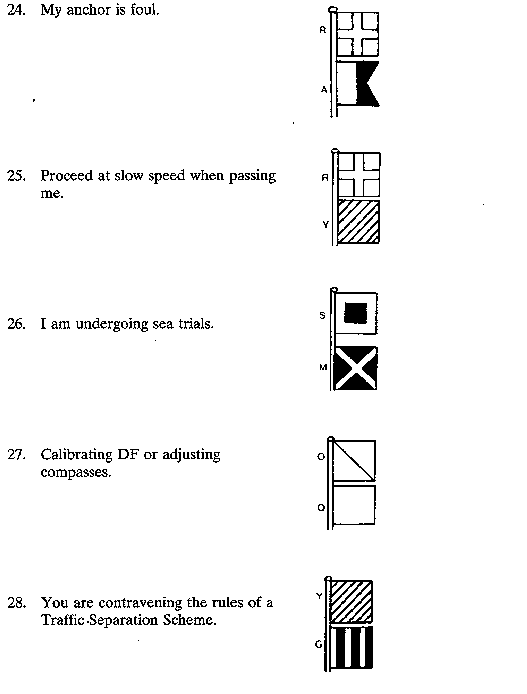 24. My anchor is foul.
R
A
25. Proceed at slow speed when passing
me.
R
Y
26. I am undergoing sea trials.
S
M
27. Calibrating DF or adjusting
compasses.
O
Q
28. You are contravening the rules of a
Traffic Separation Scheme.
Y
G